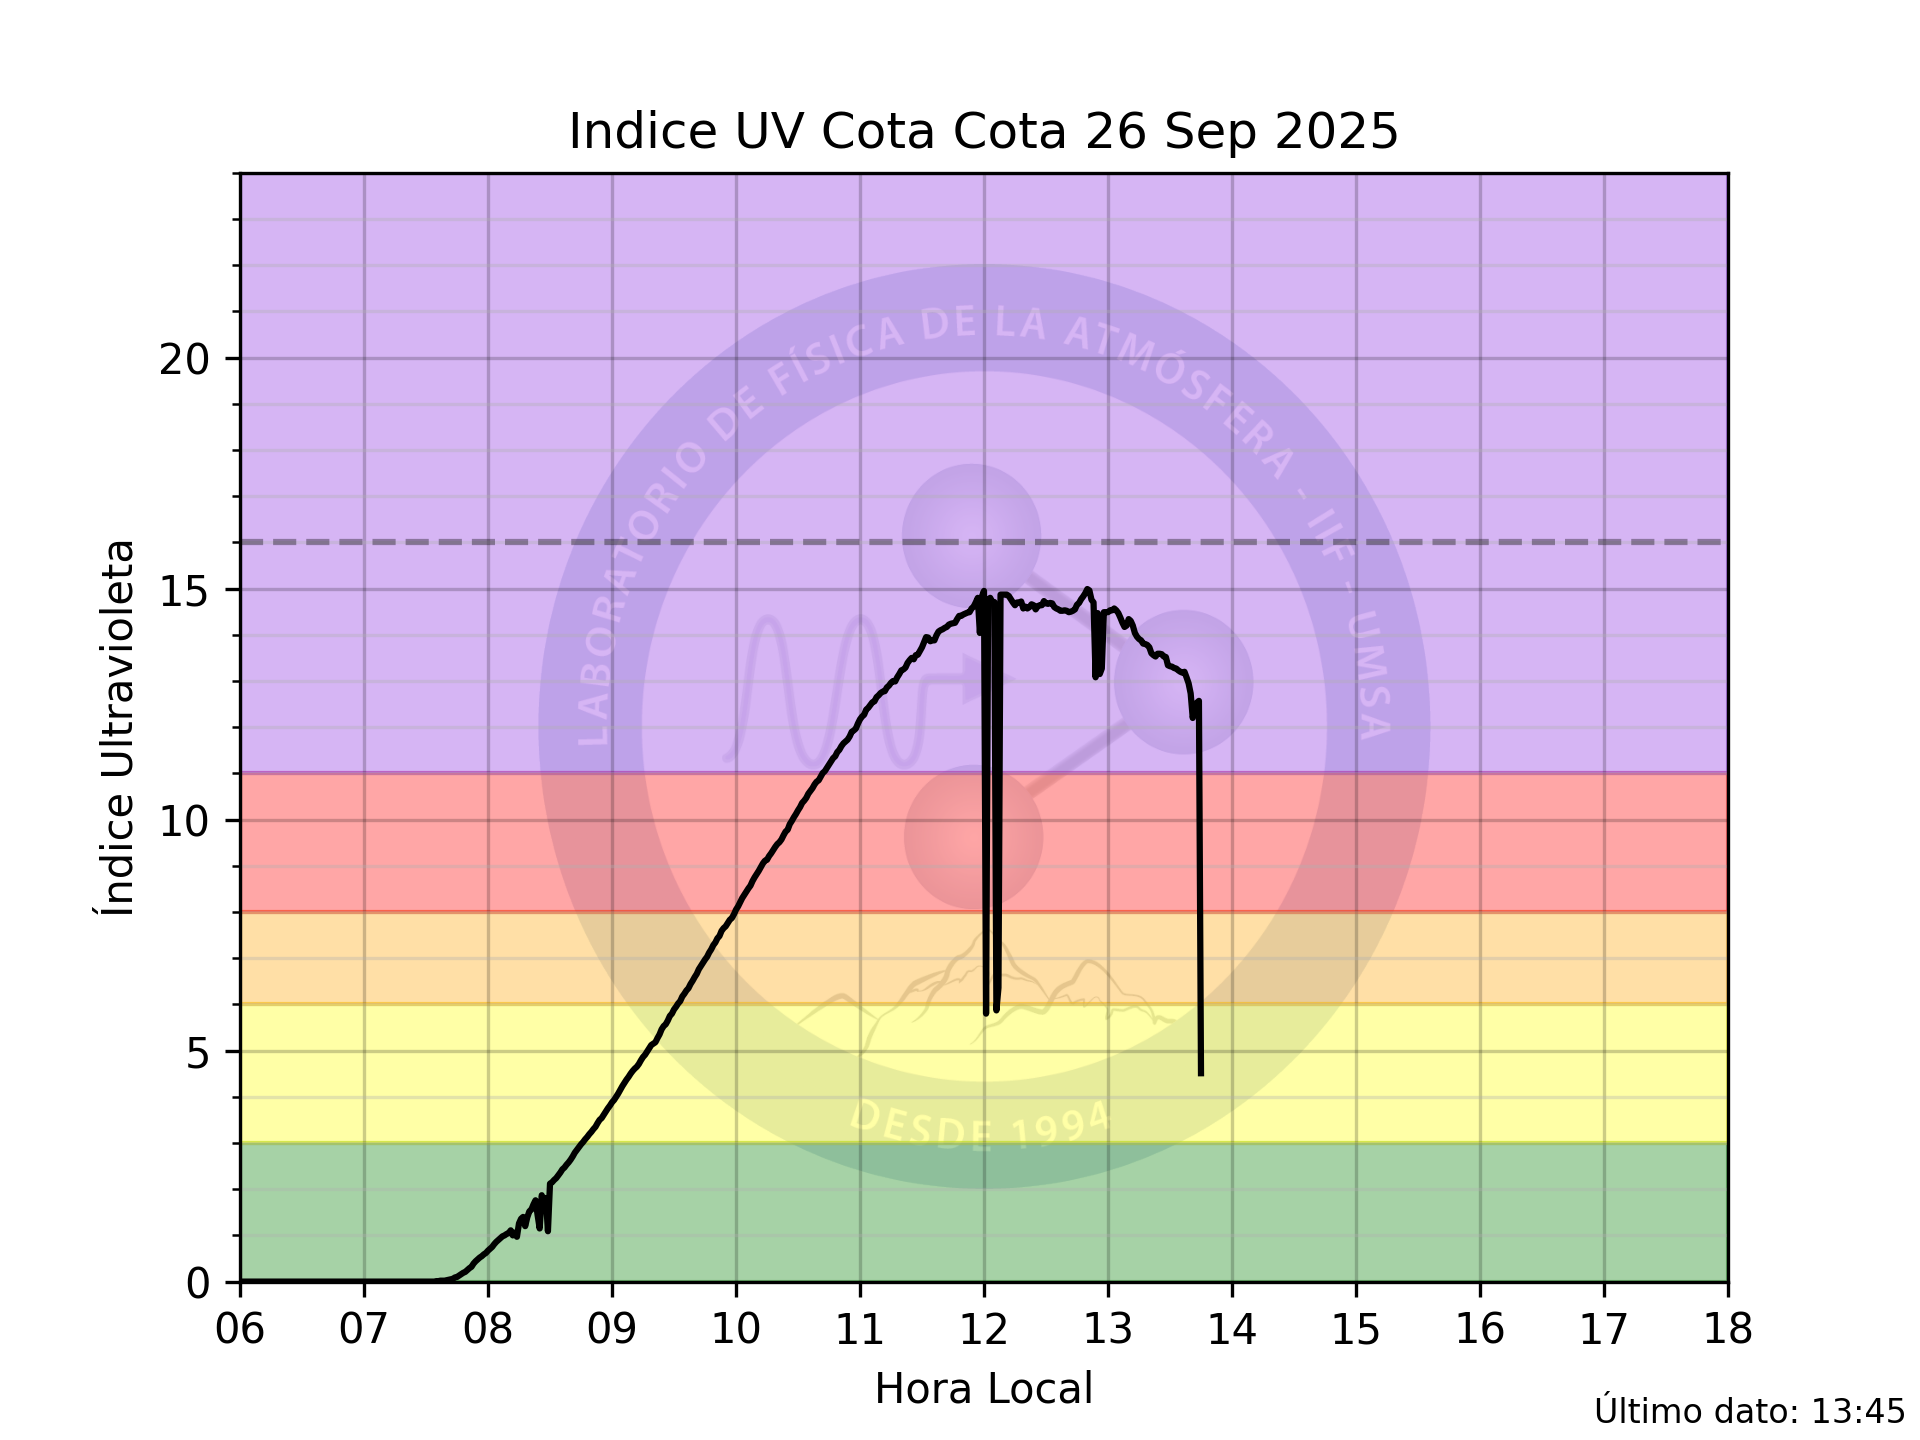 Indice UV Cota Cota 26 Sep 2025
Índice Ultravioleta
20
15
10
5
0
LABORATORIO DE FÍSICA DE LA ATMÓSFERA - IIF - UMSA
DESDE 1994
06 07 08 09 10 11 12 13 14 15 16 17 18
Hora Local
Último dato: 13:45